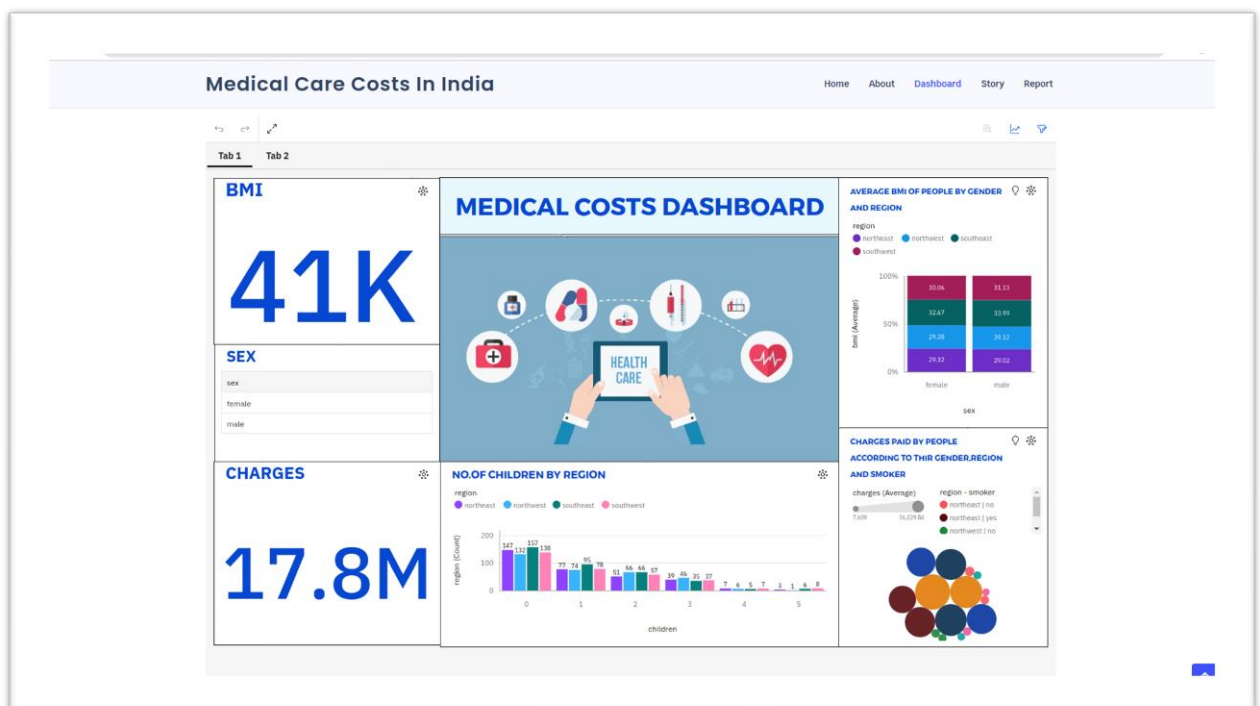 Medical Care Costs In India
Home About Dashboard Story Report
Tab 1 Tab 2
BMI
41K
SEX
sex
female
male
CHARGES
17.8M
MEDICAL COSTS DASHBOARD
HEALTH
CARE
NO.OF CHILDREN BY REGION
region
northeast northwest southeast southwest
region (Count)
200
100
0
147 132 157 138
77 74 95 78
51 66 66 57
39 46 35 37
7 6 5 7
3 1 6 8
0 1 2 3 4 5
children
AVERAGE BMI OF PEOPLE BY GENDER
AND REGION
region
northeast northwest southeast
southwest
bmi (Average)
100%
50%
0%
30.06 31.13
32.67 33.99
29.28 29.12
29.32 29.02
female male
sex
CHARGES PAID BY PEOPLE
ACCORDING TO THIR GENDER,REGION
AND SMOKER
charges (Average)
region - smoker
northeast | no
northeast | yes
northwest | no